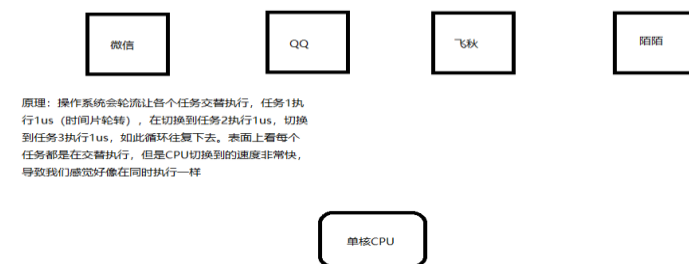 微信
QQ
飞秋
陌陌
原理：操作系统会轮流让各个任务交替执行，任务1执
行1us（时间片轮转），在切换到任务2执行1us，切换
到任务3执行1us，如此循环往复下去。表面上看每个
任务都是在交替执行，但是CPU切换到的速度非常快，
导致我们感觉好像在同时执行一样
单核CPU